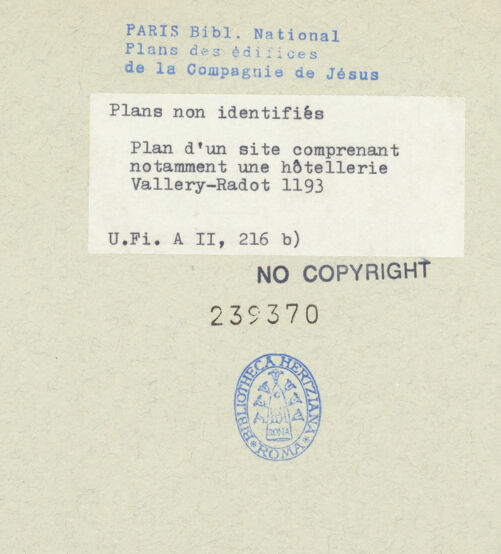 PARIS Bibl. National
Plans des édifices
de la Compagnie de Jésus
Plans non identifiés
Plan d'un site comprenant
notamment une hôtellerie
Vallery-Radot 1193
U.Fi. A II, 216 b)
NO COPYRIGHT
239370
BIBLIOTHECA HERTZIANA
ROMA
ROMA